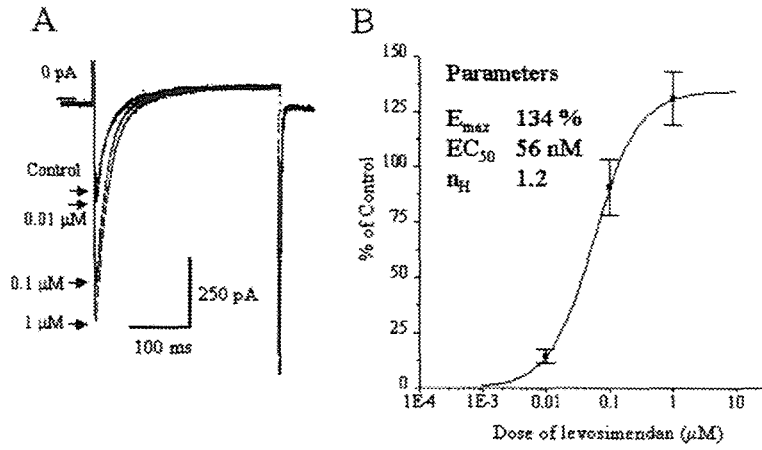 A
0 pA
Control
0.01 µM
0.1 µM
1 µM
250 pA
100 ms
B
Parameters
Emax 134 %
EC50 56 nM
nH 1.2
% of Control
150
125
100
75
50
25
0
1E-4 1E-3 0.01 0.1 1 10
Dose of levosimendan (µM)